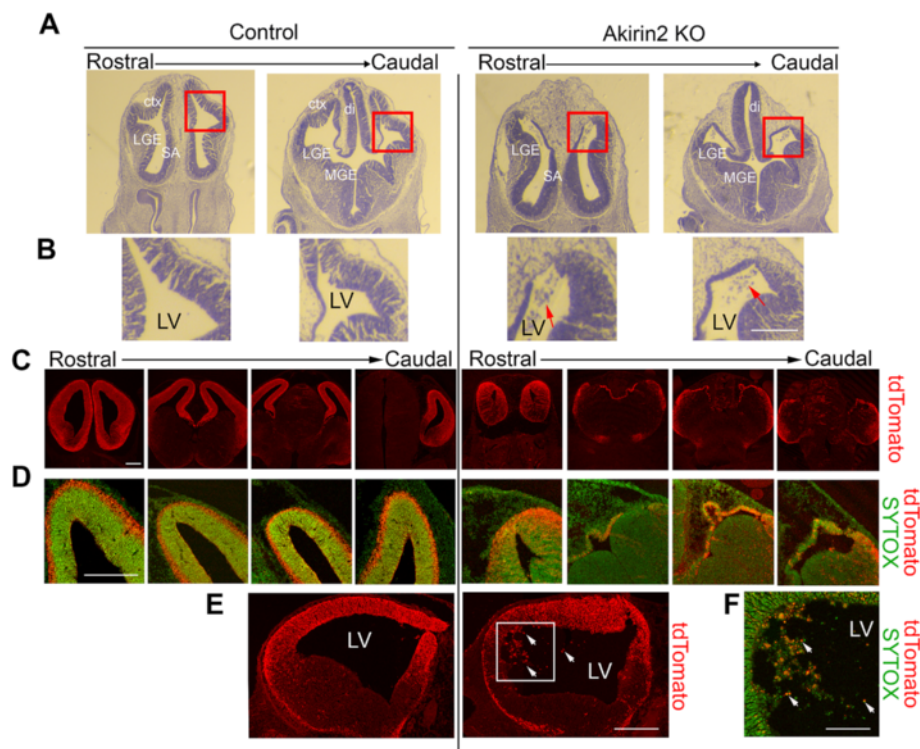 A
Control
Akirin2 KO
Rostral
Caudal
Rostral
Caudal
ctx
LGE
SA
ctx
di
LGE
MGE
LGE
SA
di
LGE
MGE
B
LV
LV
LV
LV
C
Rostral
Caudal
Rostral
Caudal
tdTomato
D
tdTomato
SYTOX
E
LV
LV
tdTomato
F
LV
tdTomato
SYTOX